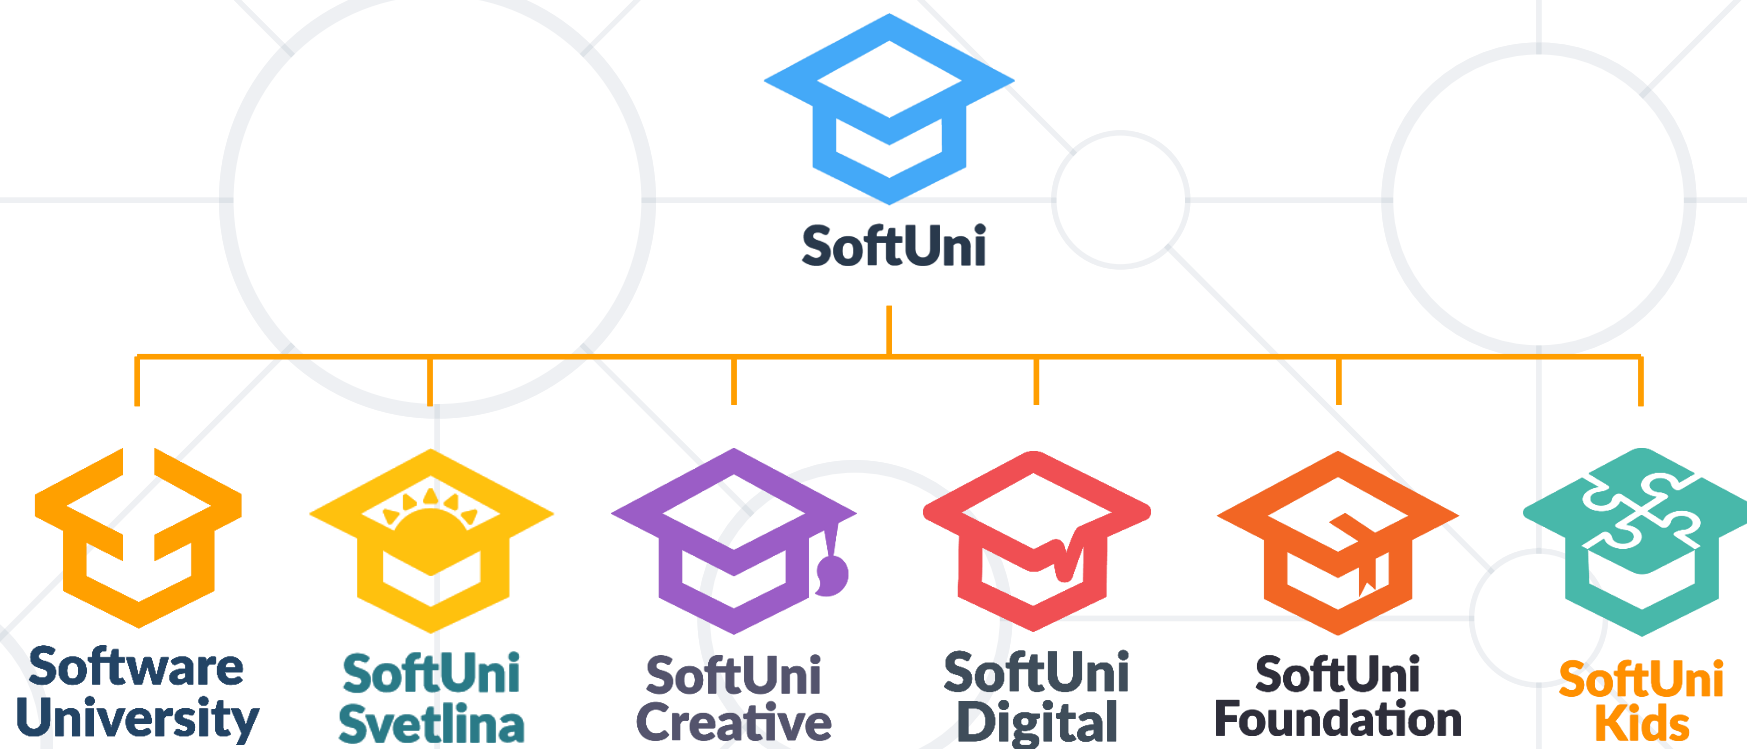 SoftUni
Software
University
SoftUni
Svetlina
SoftUni
Creative
SoftUni
Digital
SoftUni
Foundation
SoftUni
Kids